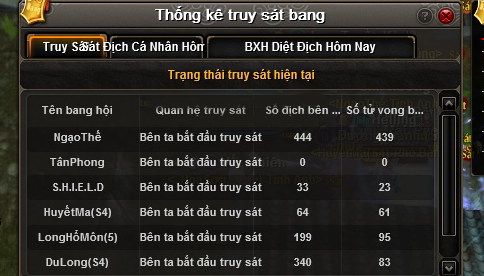 Thống kê truy sát bang
Truy Sát Sát Địch Cá Nhân Hôm BXH Diệt Địch Hôm Nay
Trạng thái truy sát hiện tại
Tên bang hội Quan hệ truy sát Số địch bên ... Số tử vong b...
NgạoThế Bên ta bắt đầu truy sát 444 439
TânPhong Bên ta bắt đầu truy sát 0 0
S.H.I.E.L.D Bên ta bắt đầu truy sát 33 23
HuyếtMa(S4) Bên ta bắt đầu truy sát 64 61
LongHổMôn(5) Bên ta bắt đầu truy sát 199 95
DuLong(S4) Bên ta bắt đầu truy sát 340 83